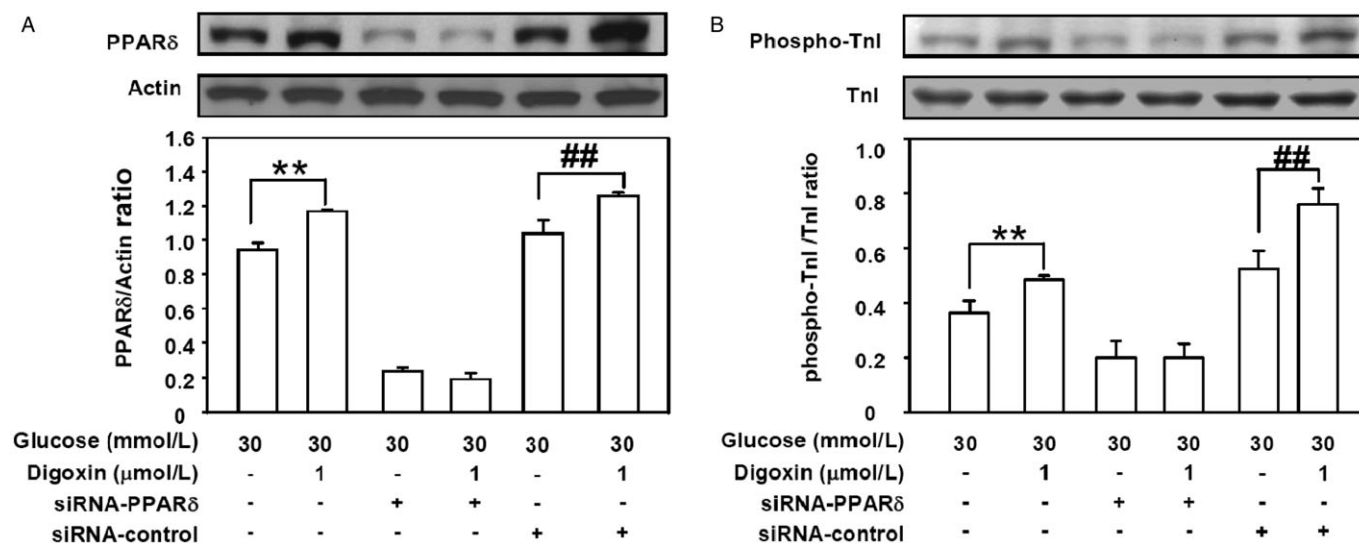 A
PPARδ
Actin
PPARδ/Actin ratio
1.6
1.4
1.2
1.0
0.8
0.6
0.4
0.2
0
**
##
Glucose (mmol/L) 30 30 30 30 30 30
Digoxin (μmol/L) - 1 - 1 - 1
siRNA-PPARδ - - + + - -
siRNA-control - - - - + +
B
Phospho-TnI
TnI
phospho-TnI /TnI ratio
1.0
0.8
0.6
0.4
0.2
0
**
##
Glucose (mmol/L) 30 30 30 30 30 30
Digoxin (μmol/L) - 1 - 1 - 1
siRNA-PPARδ - - + + - -
siRNA-control - - - - + +